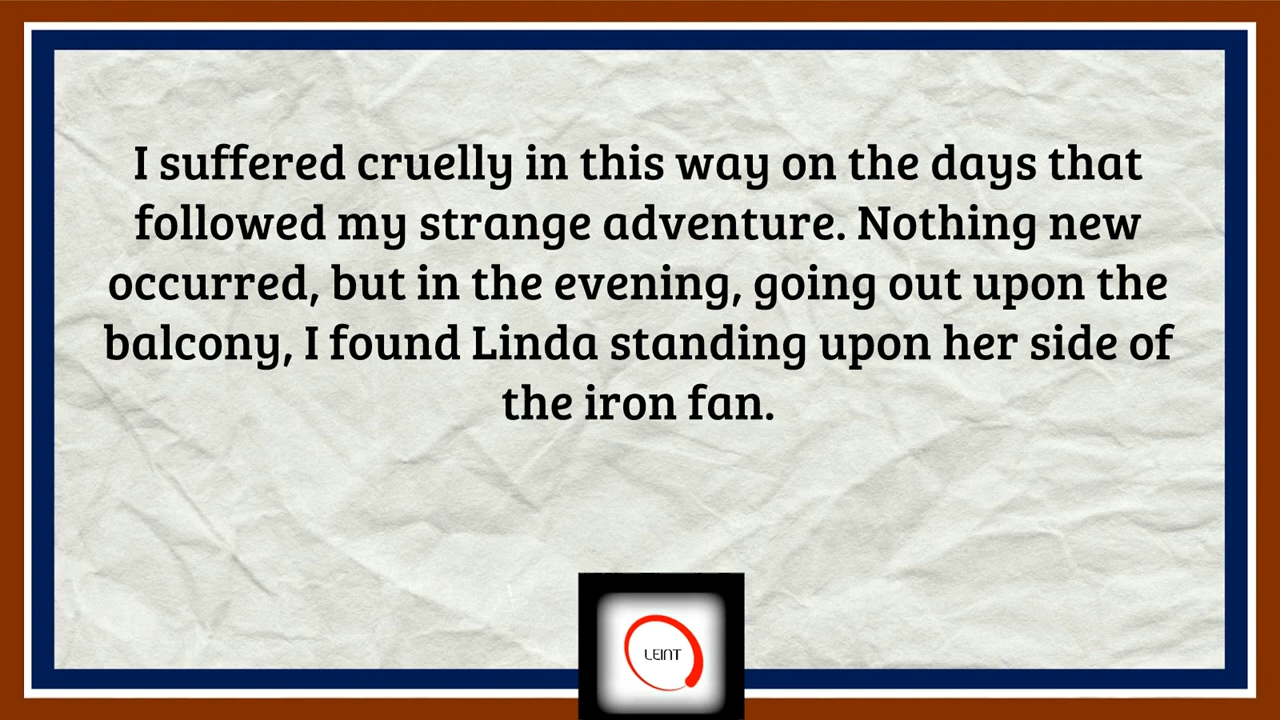 I suffered cruelly in this way on the days that
followed my strange adventure. Nothing new
occurred, but in the evening, going out upon the
balcony, I found Linda standing upon her side of
the iron fan.
LEINT